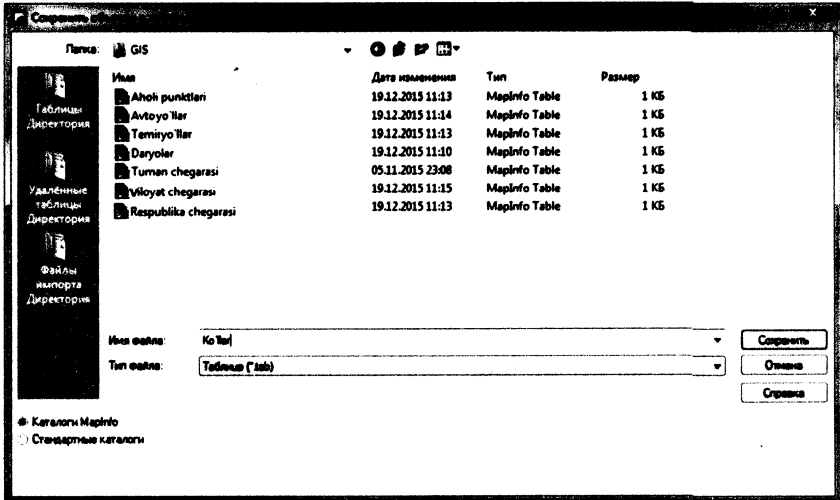 Сохранить
Папка: GIS
Имя Дата изменения Тип Размер
Aholi punktlari 19.12.2015 11:13 MapInfo Table 1 КБ
Avtoyo`llar 19.12.2015 11:14 MapInfo Table 1 КБ
Temiryo`llar 19.12.2015 11:13 MapInfo Table 1 КБ
Daryolar 19.12.2015 11:10 MapInfo Table 1 КБ
Tuman chegarasi 05.11.2015 23:08 MapInfo Table 1 КБ
Viloyat chegarasi 19.12.2015 11:15 MapInfo Table 1 КБ
Respublika chegarasi 19.12.2015 11:13 MapInfo Table 1 КБ
Таблицы
Директория
Удалённые
таблицы
Директория
Файлы
импорта
Директория
Имя файла: Ko`llar
Сохранить
Тип файла: Таблица (*.tab)
Отмена
Справка
Каталоги MapInfo
Стандартные каталоги